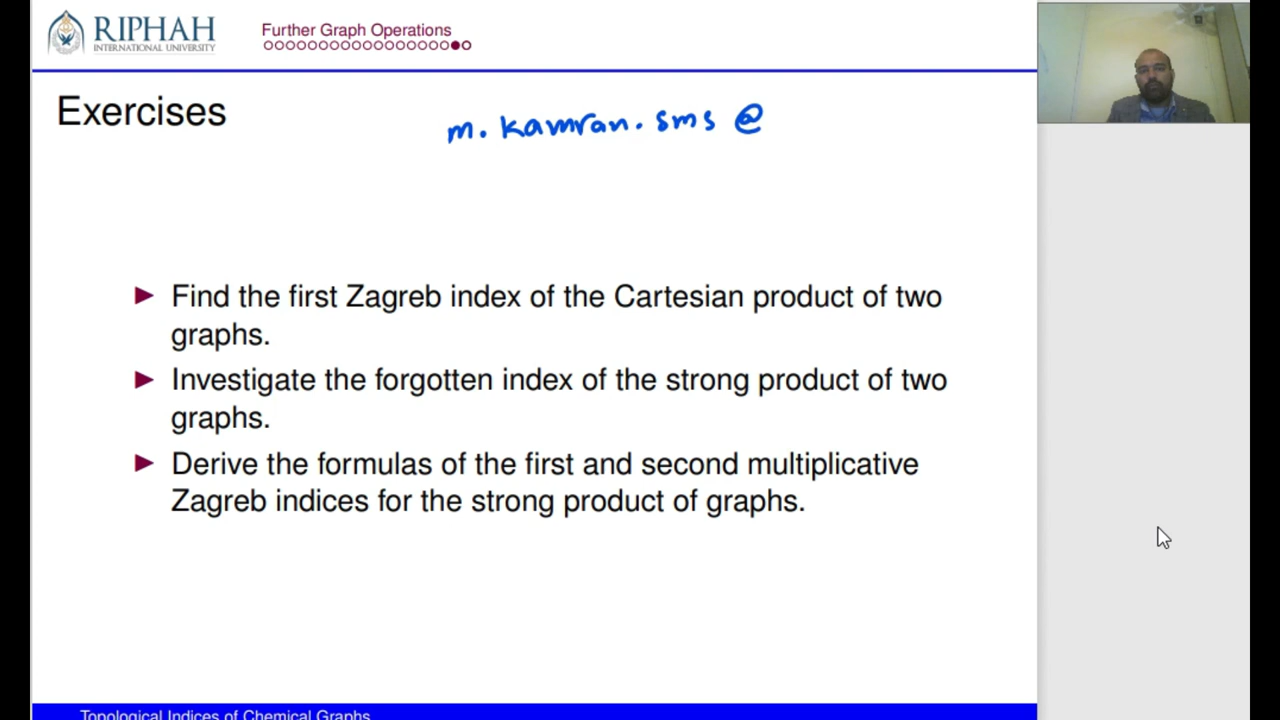 RIPHAH
INTERNATIONAL UNIVERSITY
Further Graph Operations
Exercises
m. kamran. sms @
Find the first Zagreb index of the Cartesian product of two
graphs.
Investigate the forgotten index of the strong product of two
graphs.
Derive the formulas of the first and second multiplicative
Zagreb indices for the strong product of graphs.
Topological Indices of Chemical Graphs